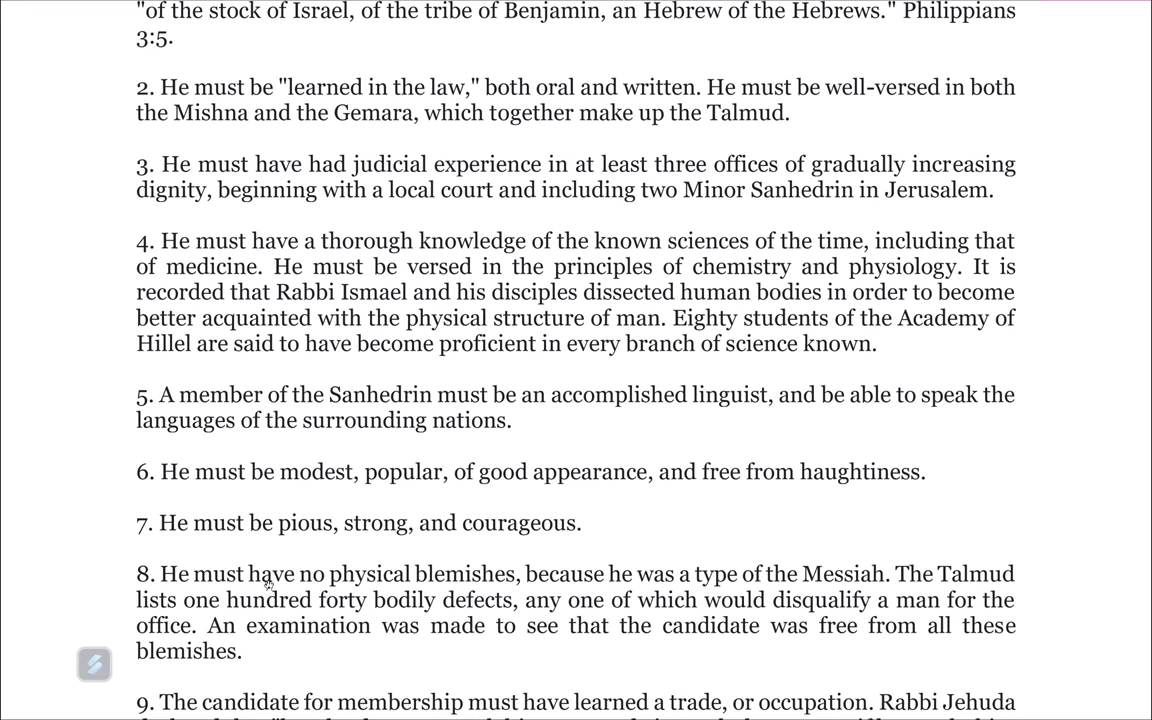 "of the stock of Israel, of the tribe of Benjamin, an Hebrew of the Hebrews." Philippians
3:5.
2. He must be "learned in the law," both oral and written. He must be well-versed in both
the Mishna and the Gemara, which together make up the Talmud.
3. He must have had judicial experience in at least three offices of gradually increasing
dignity, beginning with a local court and including two Minor Sanhedrin in Jerusalem.
4. He must have a thorough knowledge of the known sciences of the time, including that
of medicine. He must be versed in the principles of chemistry and physiology. It is
recorded that Rabbi Ismael and his disciples dissected human bodies in order to become
better acquainted with the physical structure of man. Eighty students of the Academy of
Hillel are said to have become proficient in every branch of science known.
5. A member of the Sanhedrin must be an accomplished linguist, and be able to speak the
languages of the surrounding nations.
6. He must be modest, popular, of good appearance, and free from haughtiness.
7. He must be pious, strong, and courageous.
8. He must have no physical blemishes, because he was a type of the Messiah. The Talmud
lists one hundred forty bodily defects, any one of which would disqualify a man for the
office. An examination was made to see that the candidate was free from all these
blemishes.
9. The candidate for membership must have learned a trade, or occupation. Rabbi Jehuda